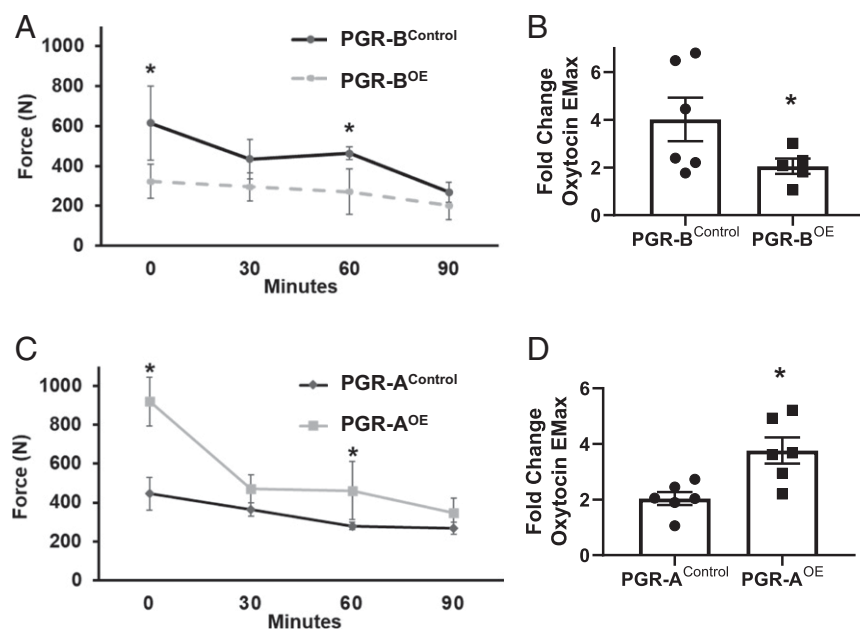 A
Force (N)
1000
800
600
400
200
0
*
*
PGR-BControl
PGR-BOE
0 30 60 90
Minutes
B
Fold Change
Oxytocin EMax
6
4
2
0
*
PGR-BControl PGR-BOE
C
Force (N)
1000
800
600
400
200
0
*
*
PGR-AControl
PGR-AOE
0 30 60 90
Minutes
D
Fold Change
Oxytocin EMax
6
4
2
0
*
PGR-AControl PGR-AOE